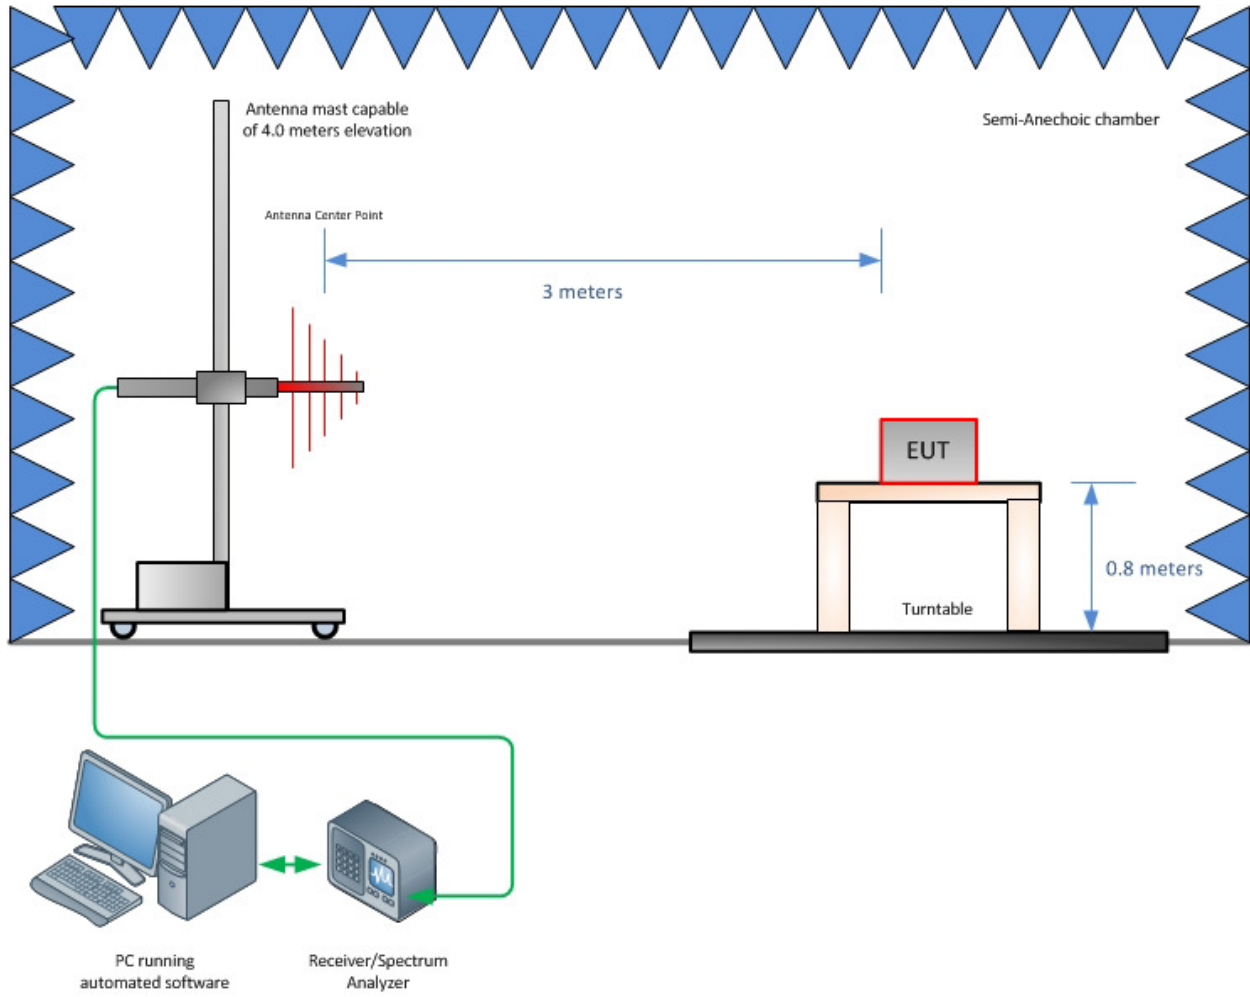 Antenna mast capable
of 4.0 meters elevation
Semi-Anechoic chamber
Antenna Center Point
3 meters
EUT
0.8 meters
Turntable
PC running
automated software
Receiver/Spectrum
Analyzer